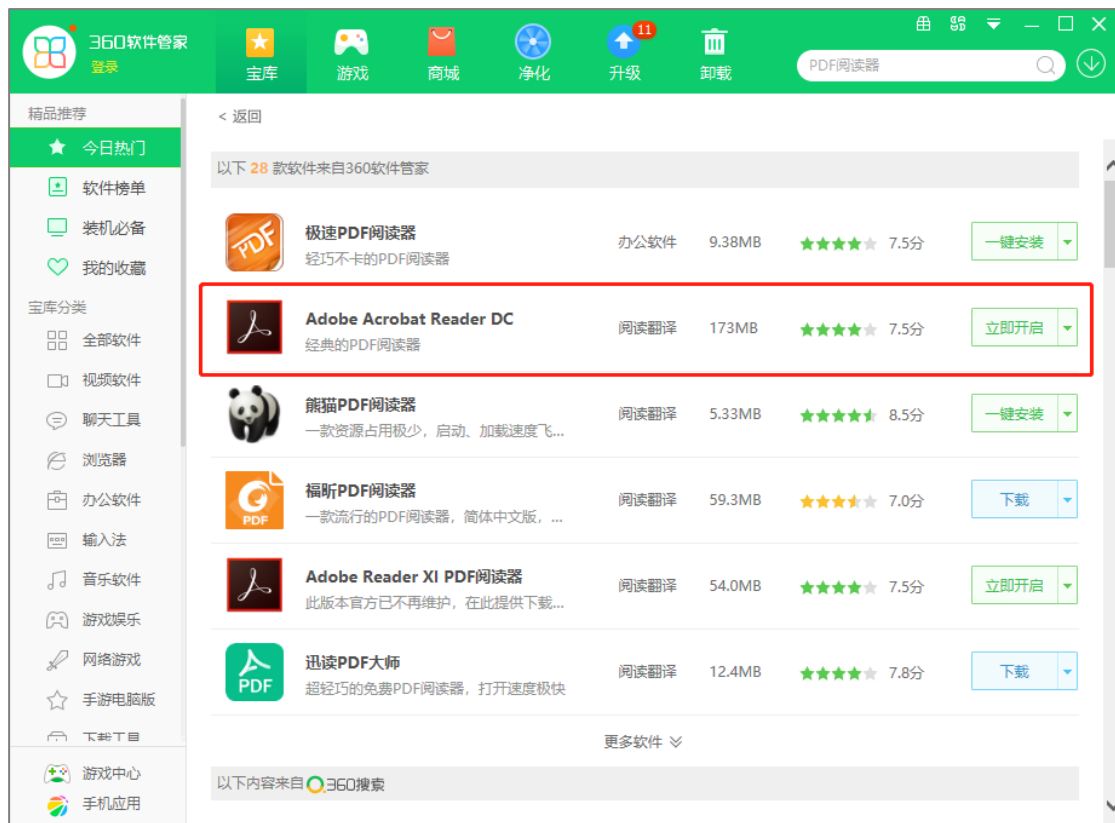 360软件管家
登录
宝库
游戏
商城
净化
升级
11
卸载
PDF阅读器
精品推荐
今日热门
软件榜单
装机必备
我的收藏
宝库分类
全部软件
视频软件
聊天工具
浏览器
办公软件
输入法
音乐软件
游戏娱乐
网络游戏
手游电脑版
下载工具
游戏中心
手机应用
< 返回
以下 28 款软件来自360软件管家
极速PDF阅读器
轻巧不卡的PDF阅读器
办公软件 9.38MB 7.5分 一键安装
Adobe Acrobat Reader DC
经典的PDF阅读器
阅读翻译 173MB 7.5分 立即开启
熊猫PDF阅读器
一款资源占用极少，启动、加载速度飞...
阅读翻译 5.33MB 8.5分 一键安装
福昕PDF阅读器
一款流行的PDF阅读器，简体中文版，...
阅读翻译 59.3MB 7.0分 下载
Adobe Reader XI PDF阅读器
此版本官方已不再维护，在此提供下载...
阅读翻译 54.0MB 7.5分 立即开启
迅读PDF大师
超轻巧的免费PDF阅读器，打开速度极快
阅读翻译 12.4MB 7.8分 下载
PDF
PDF
PDF
更多软件
以下内容来自 360搜索